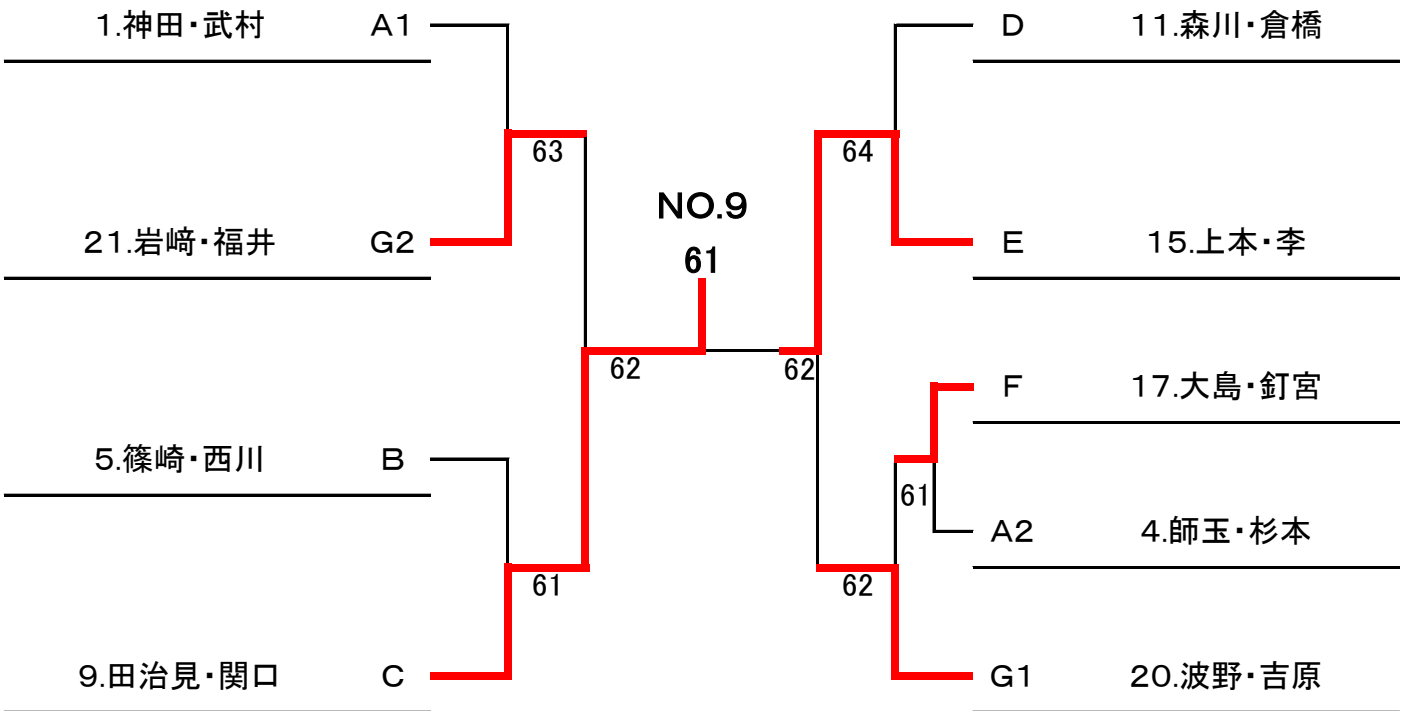 1.神田・武村 A1
D 11.森川・倉橋
63
64
NO.9
61
21.岩﨑・福井 G2
E 15.上本・李
62
62
F 17.大島・釘宮
5.篠崎・西川 B
61
A2 4.師玉・杉本
61
62
9.田治見・関口 C
G1 20.波野・吉原